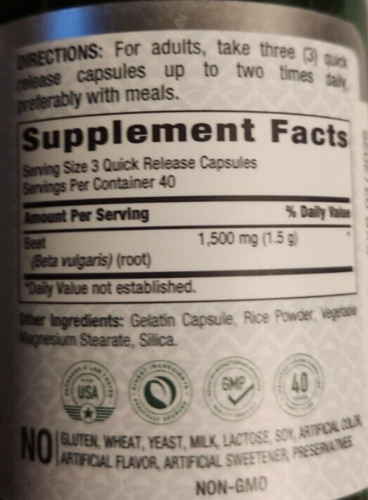 DIRECTIONS: For adults, take three (3) quick
release capsules up to two times daily,
preferably with meals.
Supplement Facts
Serving Size 3 Quick Release Capsules
Servings Per Container 40
Amount Per Serving % Daily Value
Beet 1,500 mg (1.5 g) *
(Beta vulgaris) (root)
*Daily Value not established.
Other Ingredients: Gelatin Capsule, Rice Powder, Vegetable
Magnesium Stearate, Silica.
USA
GMP
40
NO GLUTEN, WHEAT, YEAST, MILK, LACTOSE, SOY, ARTIFICIAL COLOR,
ARTIFICIAL FLAVOR, ARTIFICIAL SWEETENER, PRESERVATIVES
NON-GMO